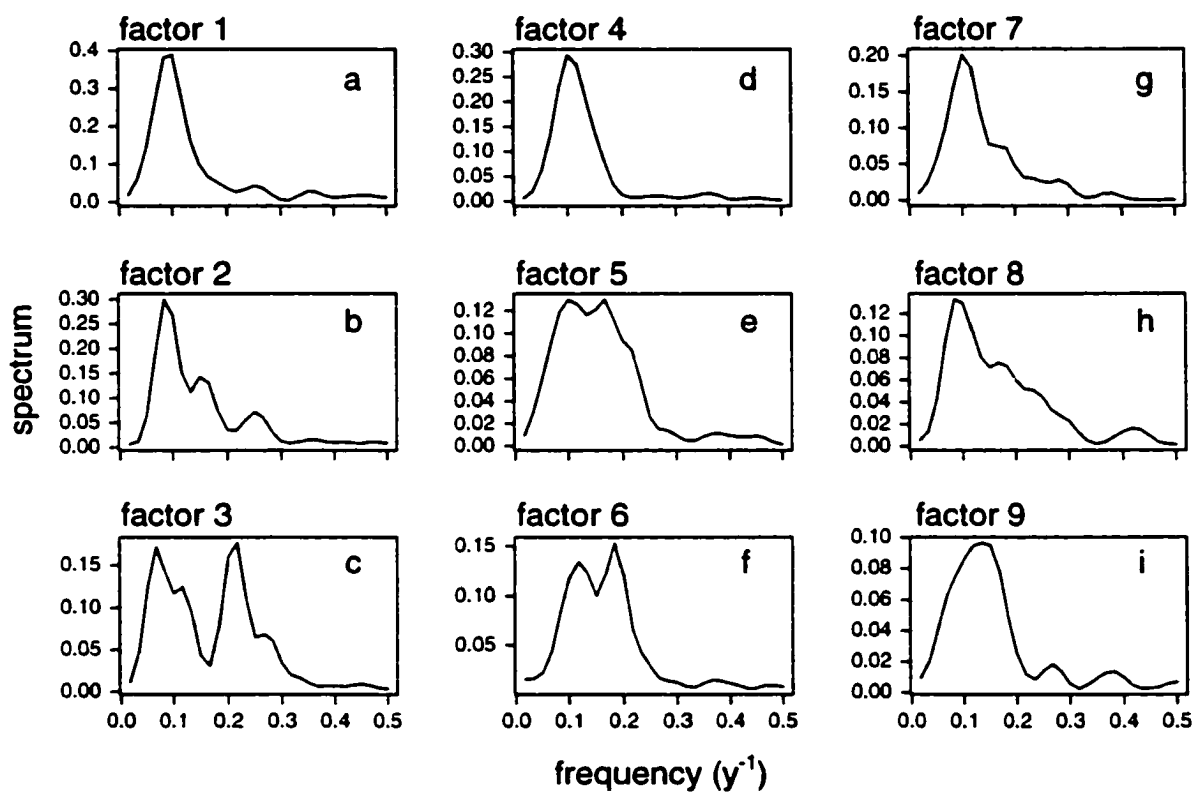 factor 1
factor 4
factor 7
0.4
0.3
0.2
0.1
0.0
a
0.30
0.25
0.20
0.15
0.10
0.05
0.00
d
0.20
0.15
0.10
0.05
0.00
g
factor 2
factor 5
factor 8
spectrum
0.30
0.25
0.20
0.15
0.10
0.05
0.00
b
0.12
0.10
0.08
0.06
0.04
0.02
0.00
e
0.12
0.10
0.08
0.06
0.04
0.02
0.00
h
factor 3
factor 6
factor 9
0.15
0.10
0.05
0.00
c
0.15
0.10
0.05
f
0.10
0.08
0.06
0.04
0.02
0.00
i
0.0 0.1 0.2 0.3 0.4 0.5
0.0 0.1 0.2 0.3 0.4 0.5
0.0 0.1 0.2 0.3 0.4 0.5
frequency (y⁻¹)